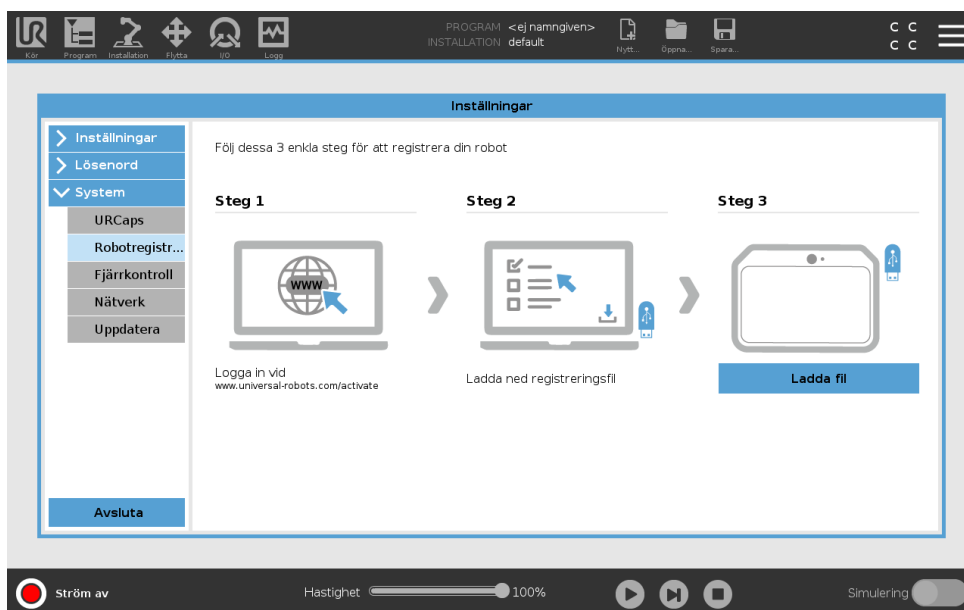 UR
Kör
Program
Installation
Flytta
I/O
Logg
PROGRAM <ej namngiven>
INSTALLATION default
Nytt...
Öppna...
Spara...
C C
C C
Inställningar
Inställningar
Lösenord
System
URCaps
Robotregistr...
Fjärrkontroll
Nätverk
Uppdatera
Avsluta
Följ dessa 3 enkla steg för att registrera din robot
Steg 1
Steg 2
Steg 3
www
Logga in vid
www.universal-robots.com/activate
Ladda ned registreringsfil
Ladda fil
Ström av
Hastighet
100%
Simulering